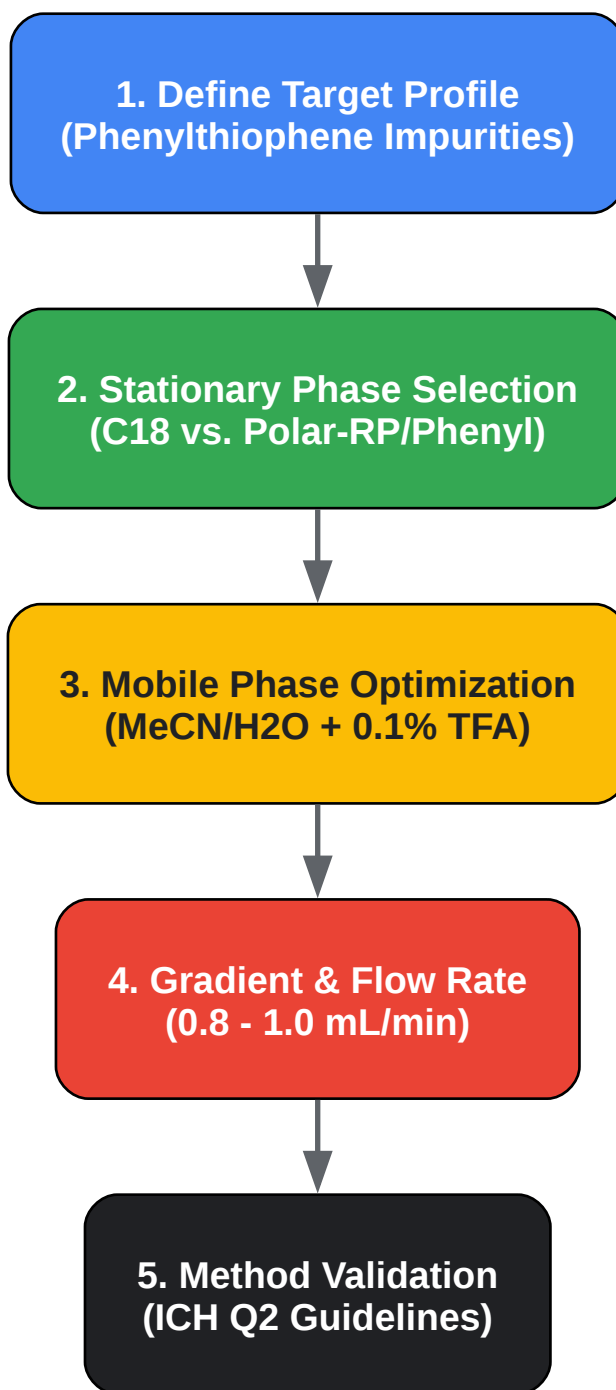 1. Define Target Profile
(Phenylthiophene Impurities)
2. Stationary Phase Selection
(C18 vs. Polar-RP/Phenyl)
3. Mobile Phase Optimization
(MeCN/H2O + 0.1% TFA)
4. Gradient & Flow Rate
(0.8 - 1.0 mL/min)
5. Method Validation
(ICH Q2 Guidelines)